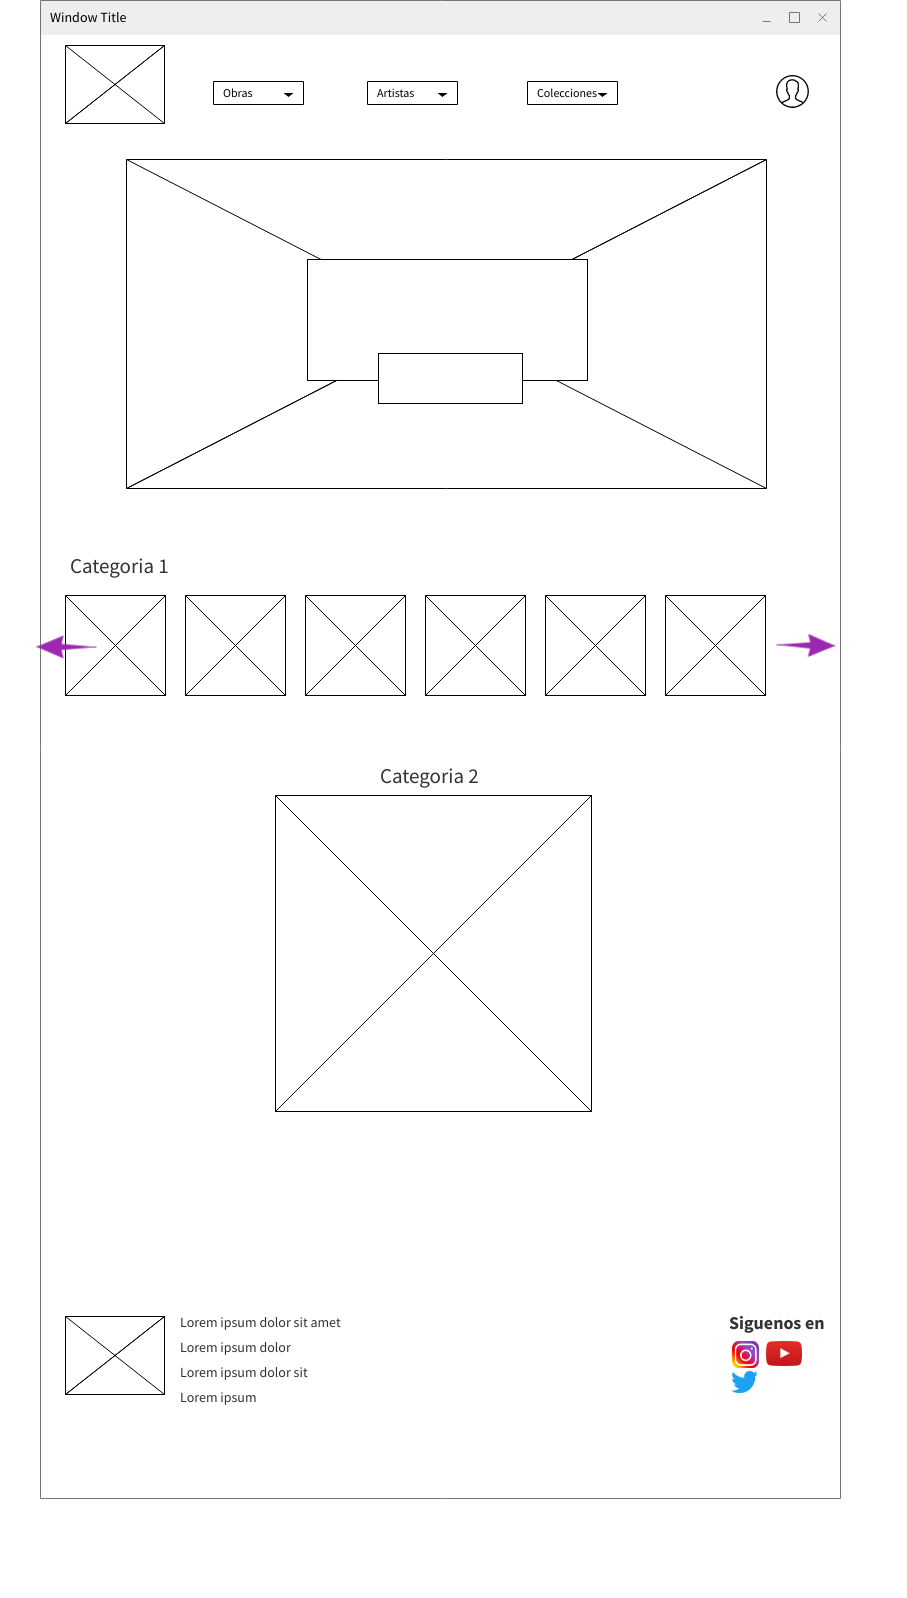 Window Title
Obras
Artistas
Colecciones
Categoria 1
Categoria 2
Lorem ipsum dolor sit amet
Lorem ipsum dolor
Lorem ipsum dolor sit
Lorem ipsum
Siguenos en